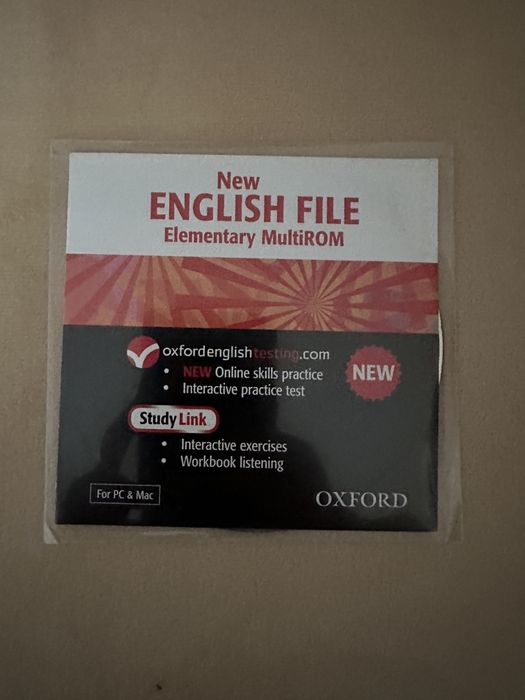 New
ENGLISH FILE
Elementary MultiROM
oxfordenglishtesting.com
• NEW Online skills practice
• Interactive practice test
NEW
Study Link
• Interactive exercises
• Workbook listening
For PC & Mac
OXFORD